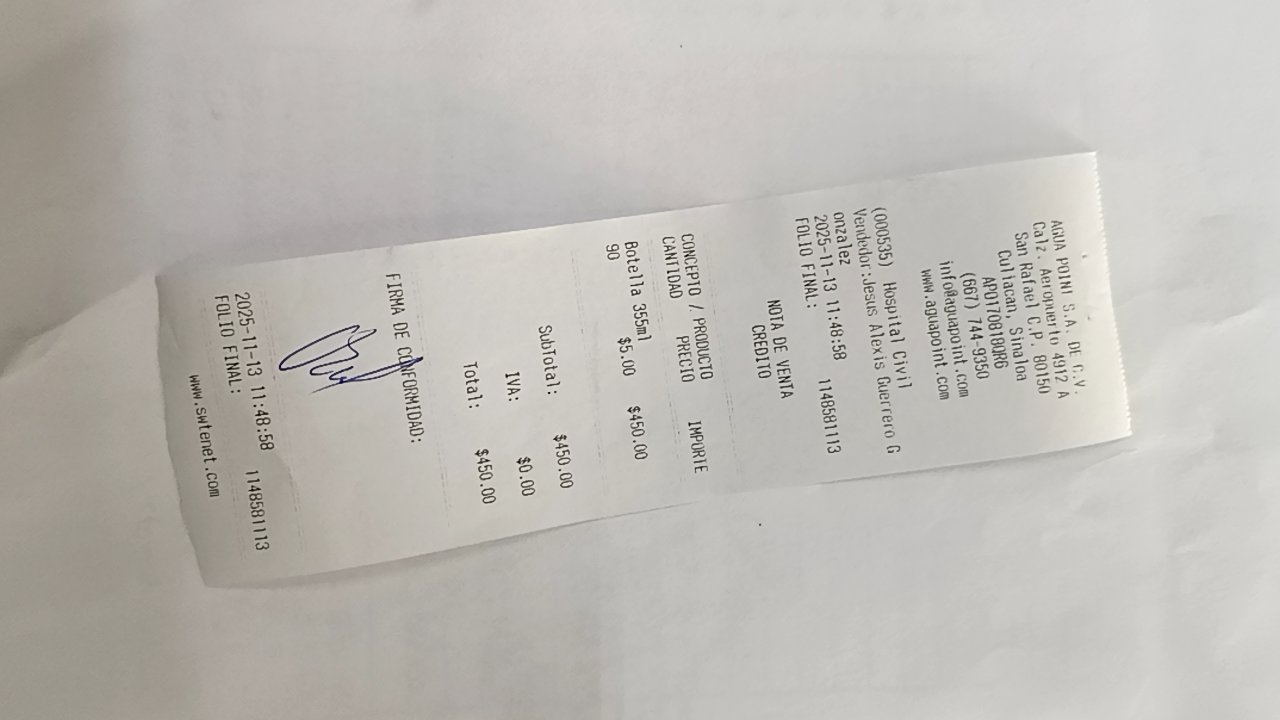 AGUA POINT S.A. DE C.V.
Calz. Aeropuerto 4912 A
San Rafael C.P. 80150
Culiacan, Sinaloa
APO170818QR6
(667) 744-9350
info@aguapoint.com
www.aguapoint.com
(000535) Hospital Civil
Vendedor:Jesus Alexis Guerrero G
onzalez
2025-11-13 11:48:58 1148581113
FOLIO FINAL:
NOTA DE VENTA
CREDITO
CONCEPTO / PRODUCTO
CANTIDAD PRECIO IMPORTE
Botella 355ml
90 $5.00 $450.00
SubTotal: $450.00
IVA: $0.00
Total: $450.00
FIRMA DE CONFORMIDAD:
2025-11-13 11:48:58 1148581113
FOLIO FINAL:
www.swtenet.com